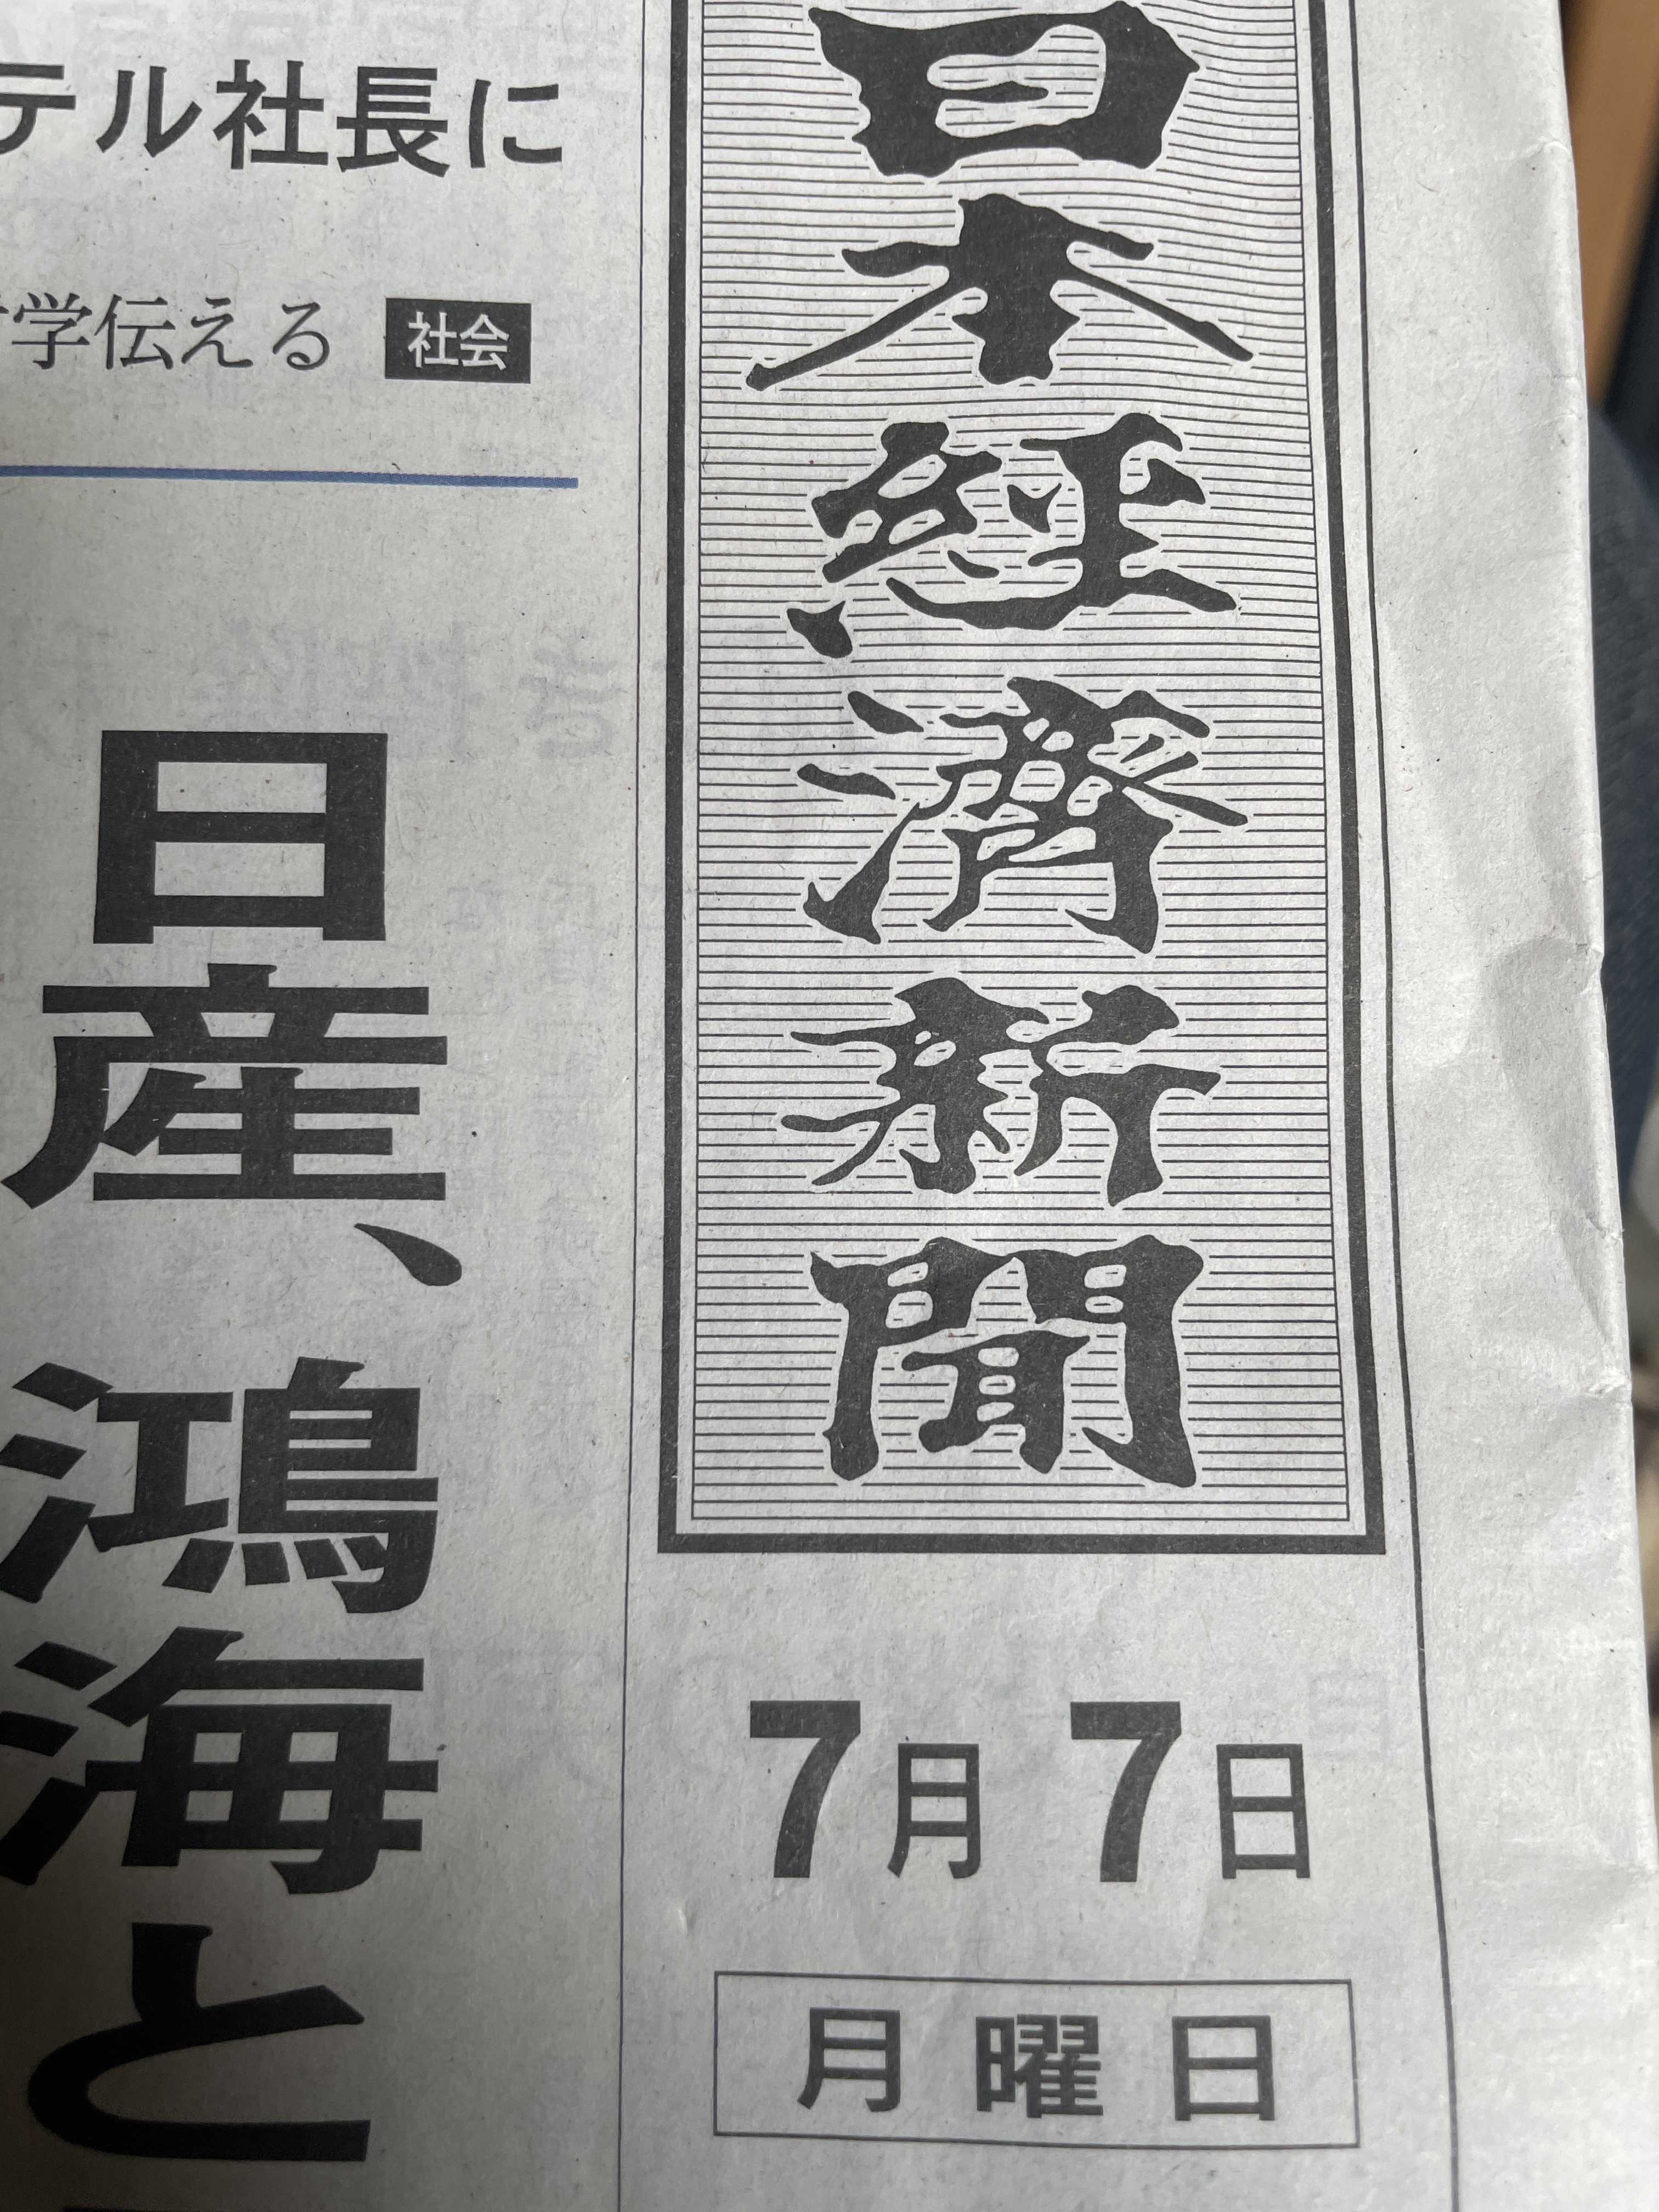 日本経済新聞
7月7日
月曜日
テル社長に
学伝える 社会
日産、鴻海と